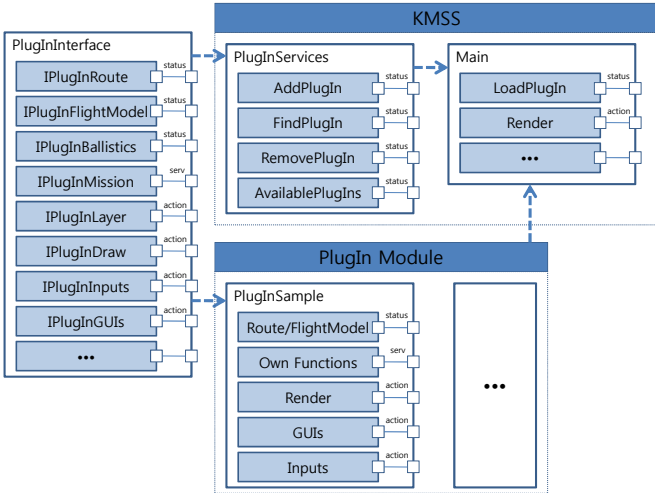 KMSS
PlugInInterface
IPlugInRoute
status
IPlugInFlightModel
status
IPlugInBallistics
status
IPlugInMission
serv
IPlugInLayer
action
IPlugInDraw
action
IPlugInInputs
action
IPlugInGUIs
action
...
PlugInServices
AddPlugIn
status
FindPlugIn
status
RemovePlugIn
status
AvailablePlugIns
status
Main
LoadPlugIn
status
Render
action
...
PlugIn Module
PlugInSample
Route/FlightModel
status
Own Functions
serv
Render
action
GUIs
action
Inputs
action
...